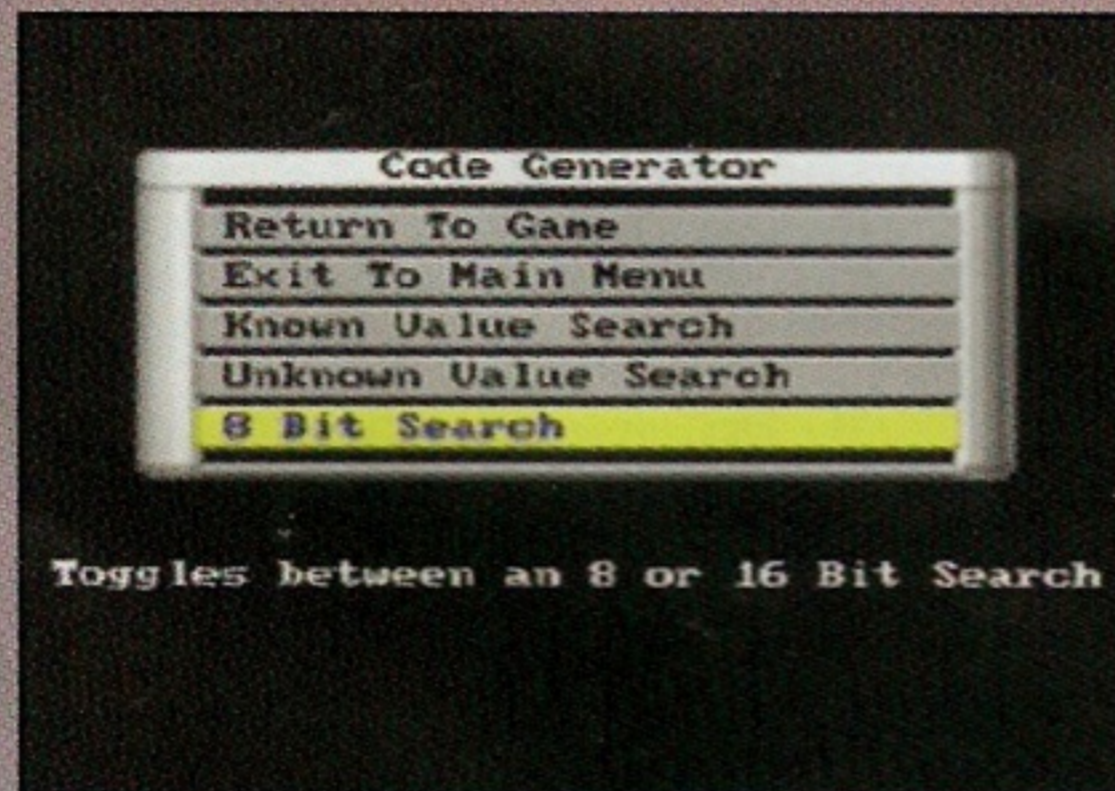 Code Generator
Return To Game
Exit To Main Menu
Known Value Search
Unknown Value Search
8 Bit Search
Toggles between an 8 or 16 Bit Search